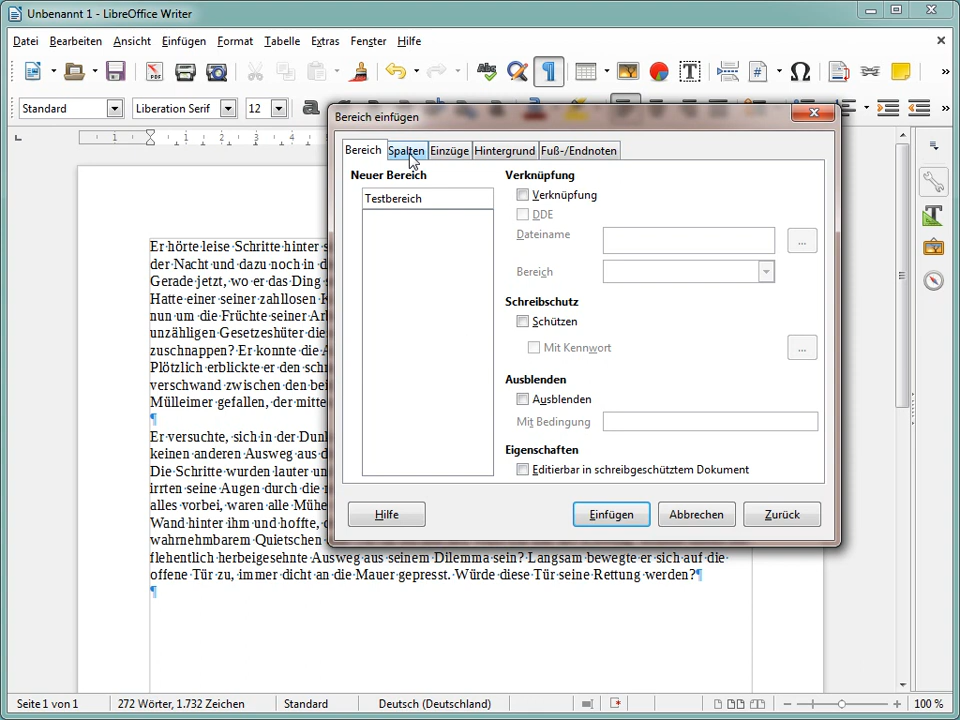 Unbenannt 1 - LibreOffice Writer
Datei Bearbeiten Ansicht Einfügen Format Tabelle Extras Fenster Hilfe
Standard Liberation Serif 12
Bereich einfügen
Bereich Spalten Einzüge Hintergrund Fuß-/Endnoten
Neuer Bereich
Testbereich
Verknüpfung
Verknüpfung
DDE
Dateiname
...
Bereich
Schreibschutz
Schützen
Mit Kennwort
...
Ausblenden
Ausblenden
Mit Bedingung
Eigenschaften
Editierbar in schreibgeschütztem Dokument
Hilfe Einfügen Abbrechen Zurück
1 1 2 3 4
Er hörte leise Schritte hinter
der Nacht und dazu noch in
Gerade jetzt, wo er das Ding
Hatte einer seiner zahllosen
nun um die Früchte seiner
unzähligen Gesetzeshüter
zuschnappen? Er konnte die
Plötzlich erblickte er den
verschwand zwischen den
Mülleimer gefallen, der
¶
Er versuchte, sich in der
keinen anderen Ausweg aus
Die Schritte wurden lauter
irrten seine Augen durch die
alles vorbei, waren alle
Wand hinter ihm und hoffte,
wahrnehmbarem Quietschen
flehentlich herbeigesehnte Ausweg aus seinem Dilemma sein? Langsam bewegte er sich auf die
offene Tür zu, immer dicht an die Mauer gepresst. Würde diese Tür seine Rettung werden?¶
¶
Seite 1 von 1 272 Wörter, 1.732 Zeichen Standard Deutsch (Deutschland) 100 %